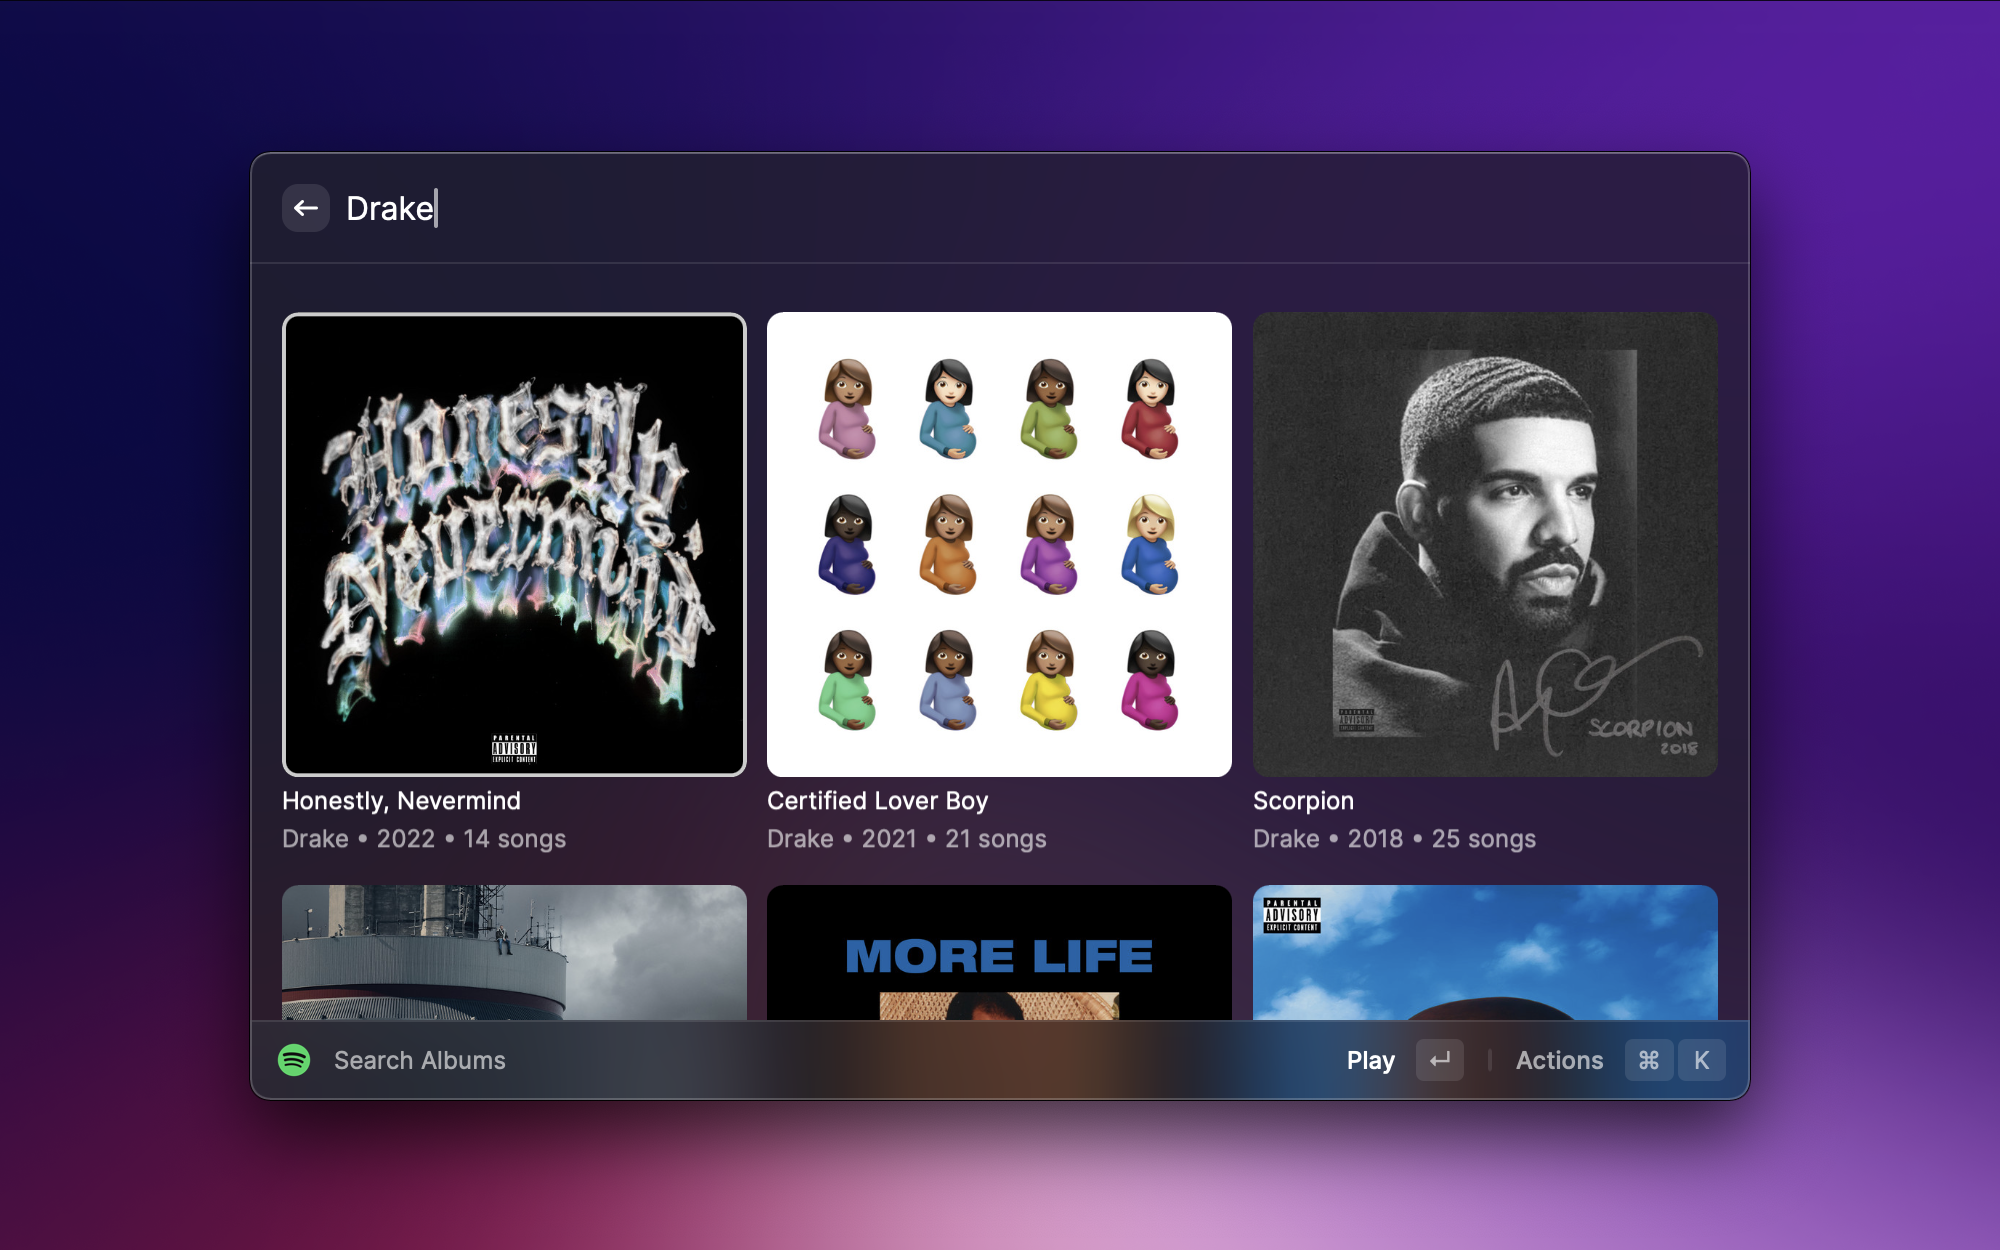 Drake
Honestly,
Nevermind
PARENTAL
ADVISORY
EXPLICIT CONTENT
SCORPION
2018
PARENTAL
ADVISORY
EXPLICIT CONTENT
Honestly, Nevermind
Drake • 2022 • 14 songs
Certified Lover Boy
Drake • 2021 • 21 songs
Scorpion
Drake • 2018 • 25 songs
MORE LIFE
PARENTAL
ADVISORY
EXPLICIT CONTENT
Search Albums
Play ↵ | Actions ⌘ K